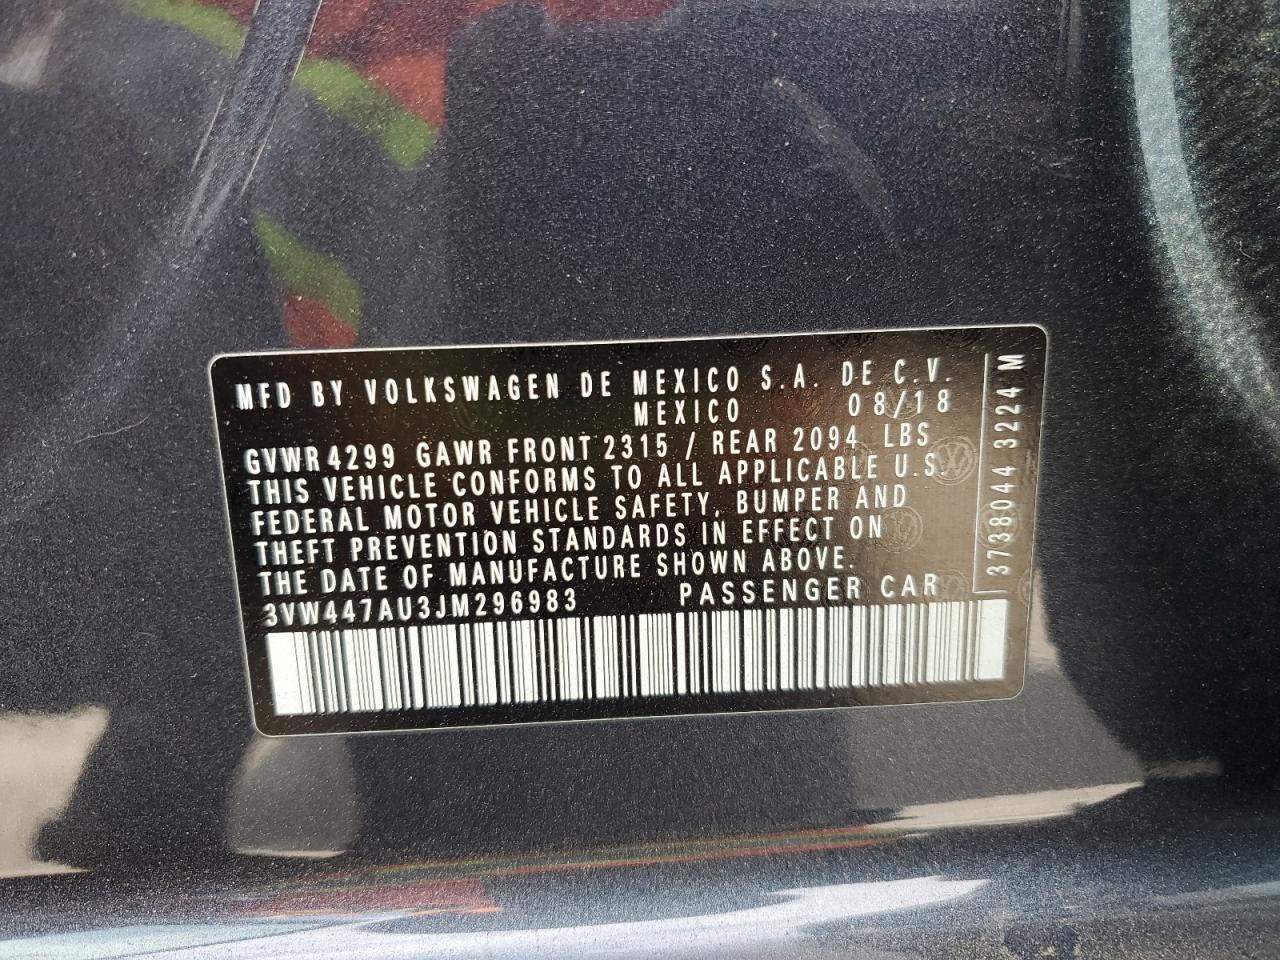 MFD BY VOLKSWAGEN DE MEXICO S.A. DE C.V.
MEXICO 08/18
GVWR 4299 GAWR FRONT 2315 / REAR 2094 LBS
THIS VEHICLE CONFORMS TO ALL APPLICABLE U.S.
FEDERAL MOTOR VEHICLE SAFETY, BUMPER AND
THEFT PREVENTION STANDARDS IN EFFECT ON
THE DATE OF MANUFACTURE SHOWN ABOVE.
3VW447AU3JM296983 PASSENGER CAR
3738044 3224 M